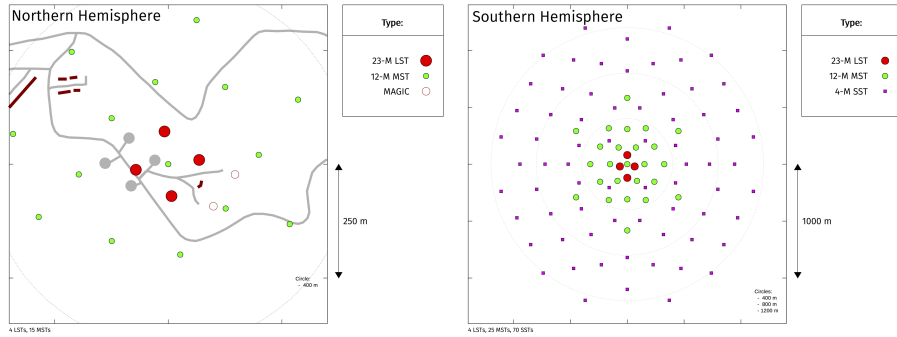 Northern Hemisphere
Type:
23-M LST
12-M MST
MAGIC
250 m
Circle:
- 400 m
4 LSTs, 15 MSTs
Southern Hemisphere
Type:
23-M LST
12-M MST
4-M SST
1000 m
Circles:
- 400 m
- 800 m
- 1200 m
4 LSTs, 25 MSTs, 70 SSTs